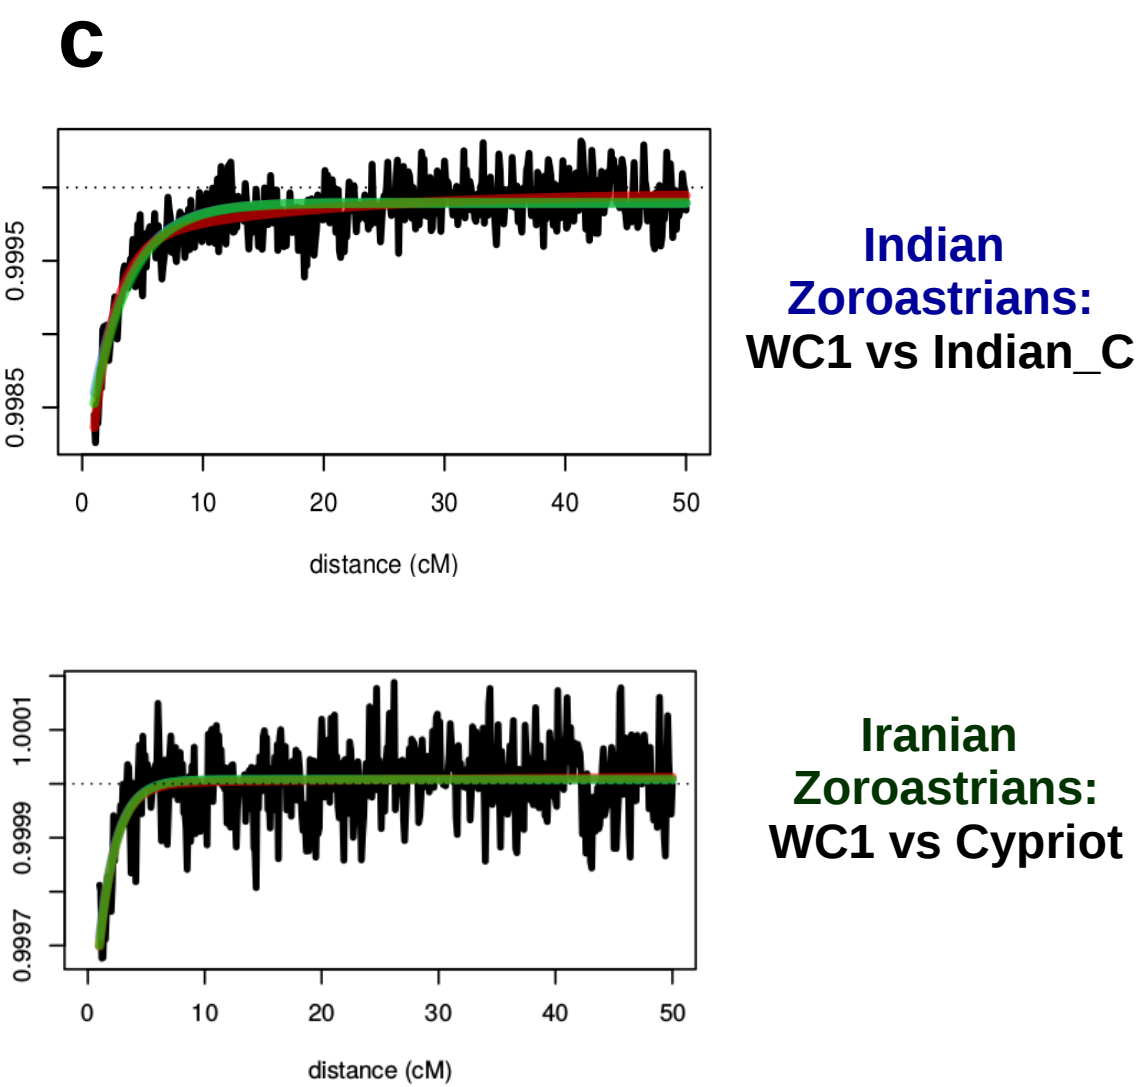 c
0.9995
0.9985
0 10 20 30 40 50
distance (cM)
Indian
Zoroastrians:
WC1 vs Indian_C
1.0001
0.9999
0.9997
0 10 20 30 40 50
distance (cM)
Iranian
Zoroastrians:
WC1 vs Cypriot